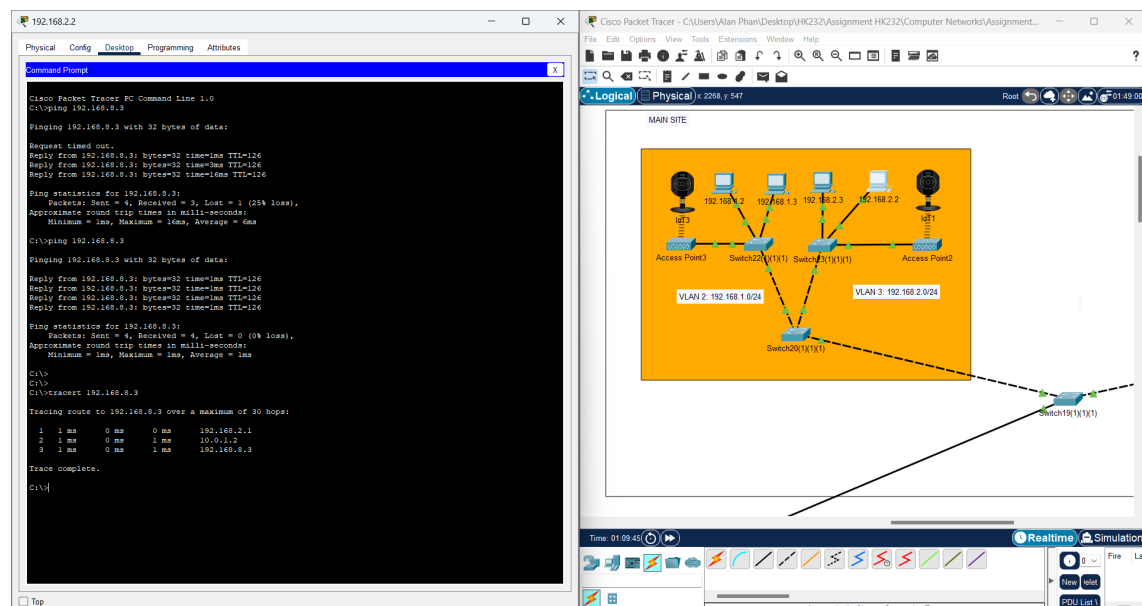 192.168.2.2
Physical Config Desktop Programming Attributes
Command Prompt
X
Cisco Packet Tracer PC Command Line 1.0
C:\>ping 192.168.8.3
Pinging 192.168.8.3 with 32 bytes of data:
Request timed out.
Reply from 192.168.8.3: bytes=32 time=1ms TTL=126
Reply from 192.168.8.3: bytes=32 time=3ms TTL=126
Reply from 192.168.8.3: bytes=32 time=16ms TTL=126
Ping statistics for 192.168.8.3:
Packets: Sent = 4, Received = 3, Lost = 1 (25% loss),
Approximate round trip times in milli-seconds:
Minimum = 1ms, Maximum = 16ms, Average = 6ms
C:\>ping 192.168.8.3
Pinging 192.168.8.3 with 32 bytes of data:
Reply from 192.168.8.3: bytes=32 time=1ms TTL=126
Reply from 192.168.8.3: bytes=32 time=1ms TTL=126
Reply from 192.168.8.3: bytes=32 time=1ms TTL=126
Reply from 192.168.8.3: bytes=32 time=1ms TTL=126
Ping statistics for 192.168.8.3:
Packets: Sent = 4, Received = 4, Lost = 0 (0% loss),
Approximate round trip times in milli-seconds:
Minimum = 1ms, Maximum = 1ms, Average = 1ms
C:\>
C:\>
C:\>tracert 192.168.8.3
Tracing route to 192.168.8.3 over a maximum of 30 hops:
1 1 ms 0 ms 0 ms 192.168.2.1
2 1 ms 0 ms 1 ms 10.0.1.2
3 1 ms 0 ms 1 ms 192.168.8.3
Trace complete.
C:\>
Top
Cisco Packet Tracer - C:\Users\Alan Phan\Desktop\HK232\Assignment HK232\Computer Networks\Assignment...
File Edit Options View Tools Extensions Window Help
?
Logical Physical x: 2268, y: 547 Root 01:49:00
MAIN SITE
192.168.1.2 192.168.1.3 192.168.2.3 192.168.2.2
IoT3 IoT1
Access Point3 Switch22(1)(1)(1) Switch23(1)(1)(1) Access Point2
VLAN 2: 192.168.1.0/24 VLAN 3: 192.168.2.0/24
Switch20(1)(1)(1)
Switch19(1)(1)(1)
Time: 01:09:45 Realtime Simulation
0 Fire La
New Delet
PDU List \